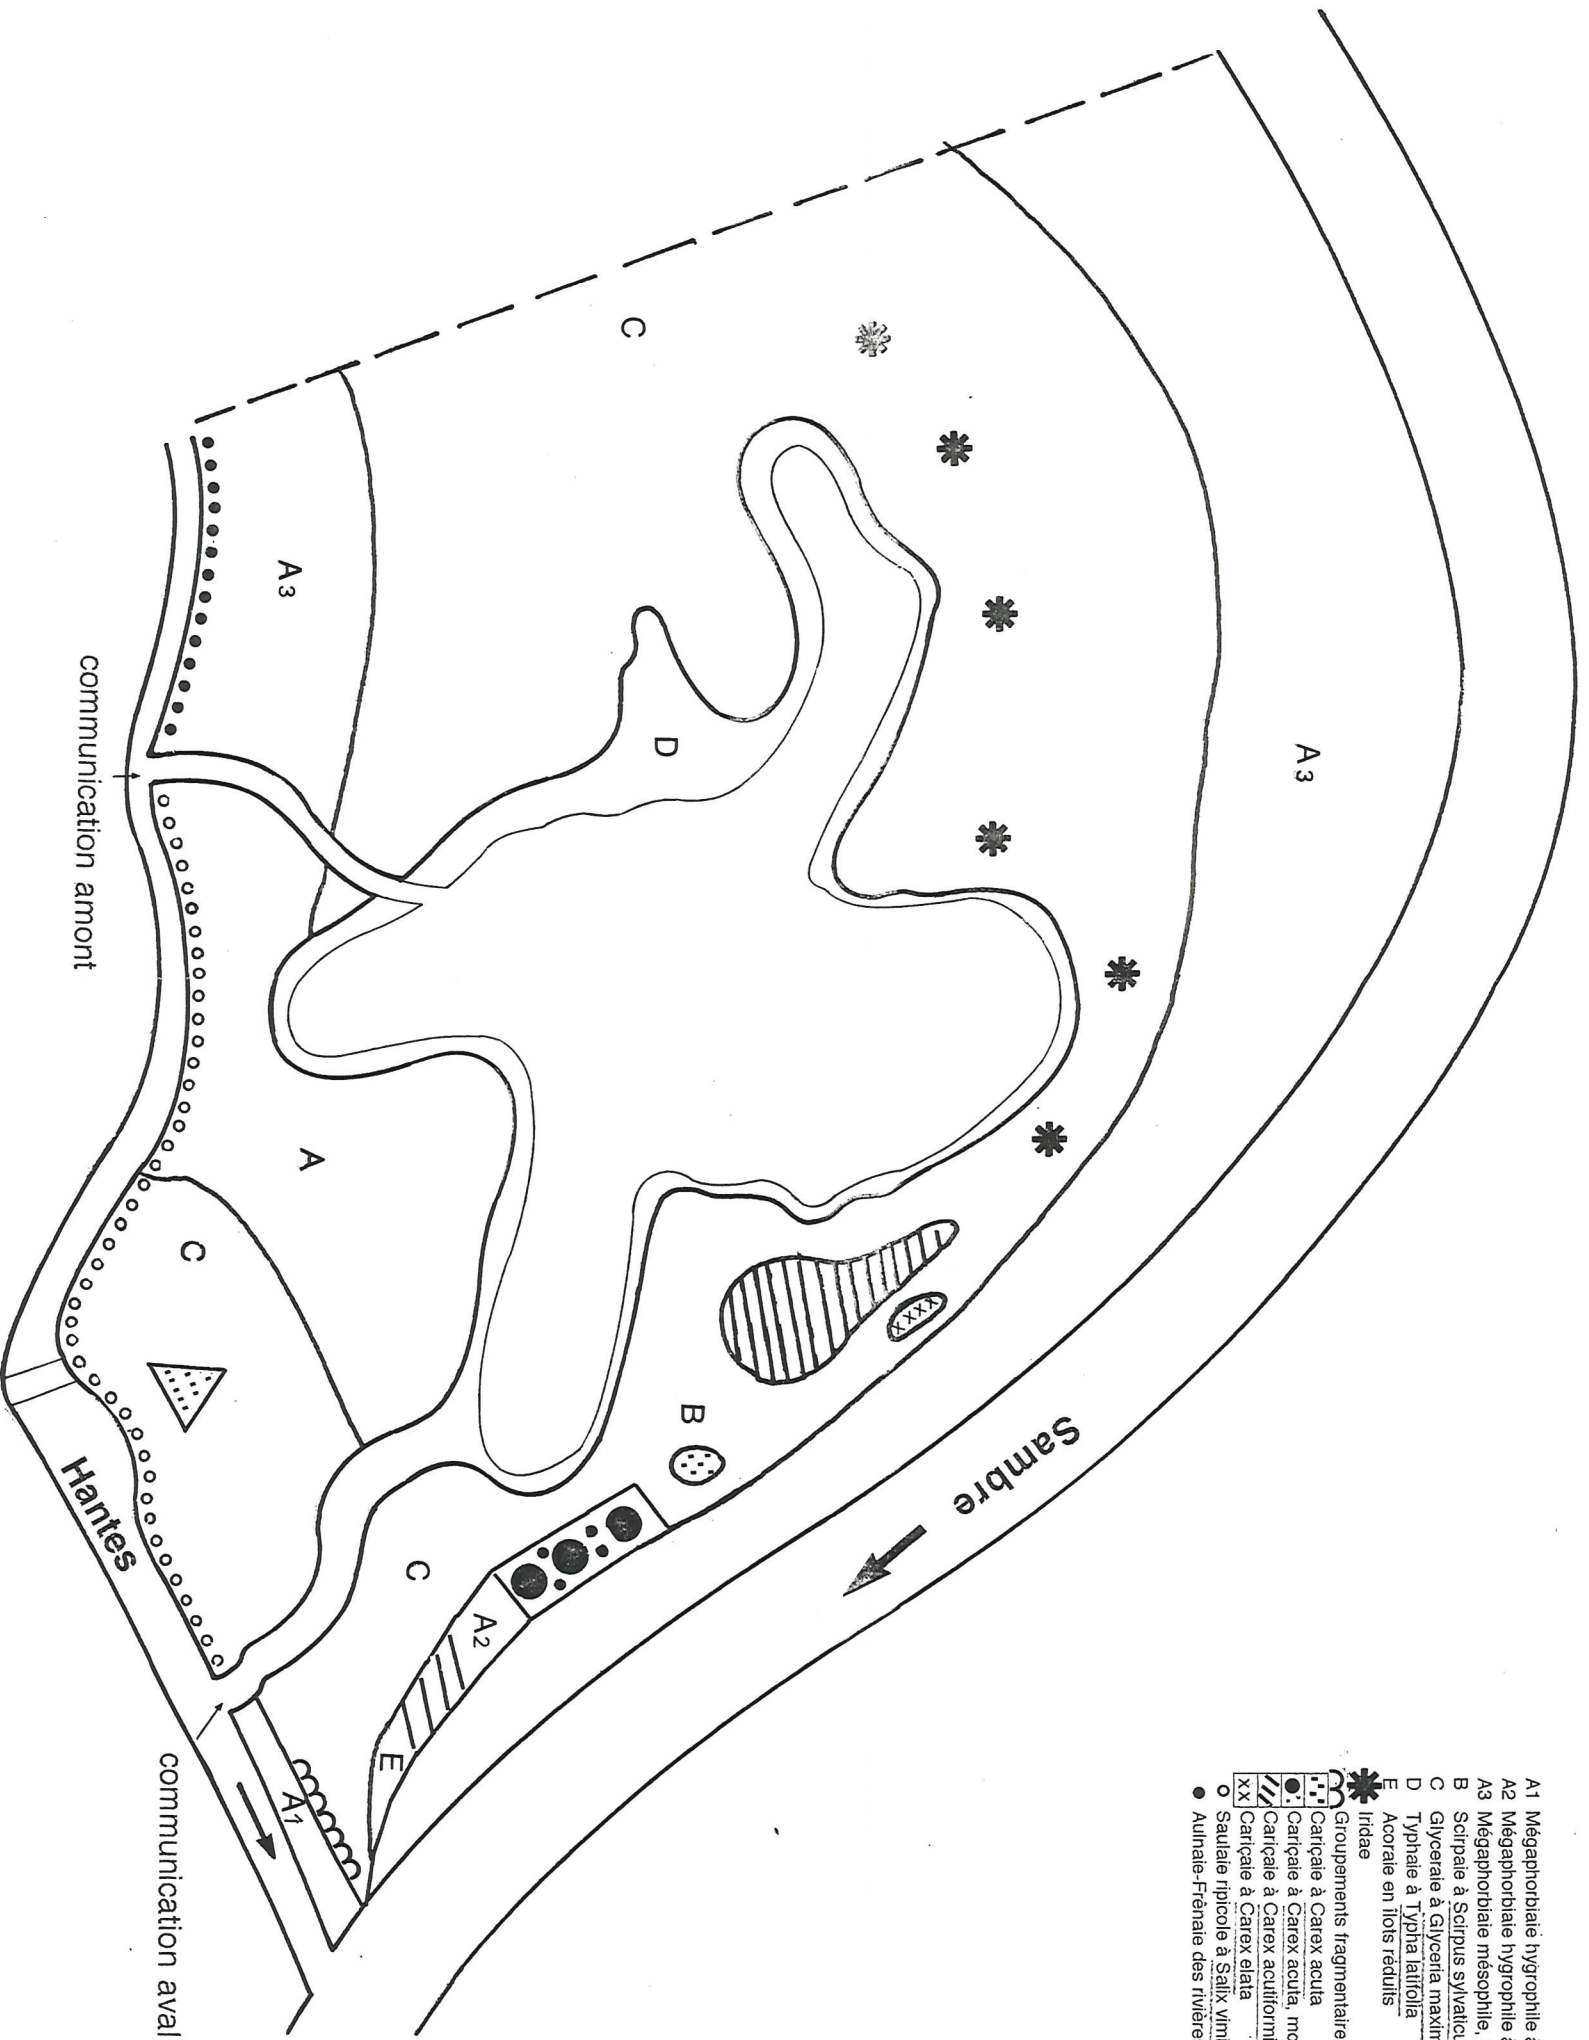 A3
C
A3
D
communication amont
A
C
B
Sambre
Hantes
C
A2
E
A1
communication aval
A1 Mégaphorbiaie hygrophile
A2 Mégaphorbiaie hygrophile
A3 Mégaphorbiaie mésophile,
B Scirpaie à Scirpus sylvaticu
C Glyceraie à Glyceria maxim
D Typhaie à Typha latifolia
E Acoraie en îlots réduits
Iridae
Groupements fragmentaire
Cariçaie à Carex acuta
Cariçaie à Carex acuta, mo
Cariçaie à Carex acutiformi
xx Cariçaie à Carex elata
Saulaie ripicole à Salix vimi
Aulnaie-Frênaie des rivière